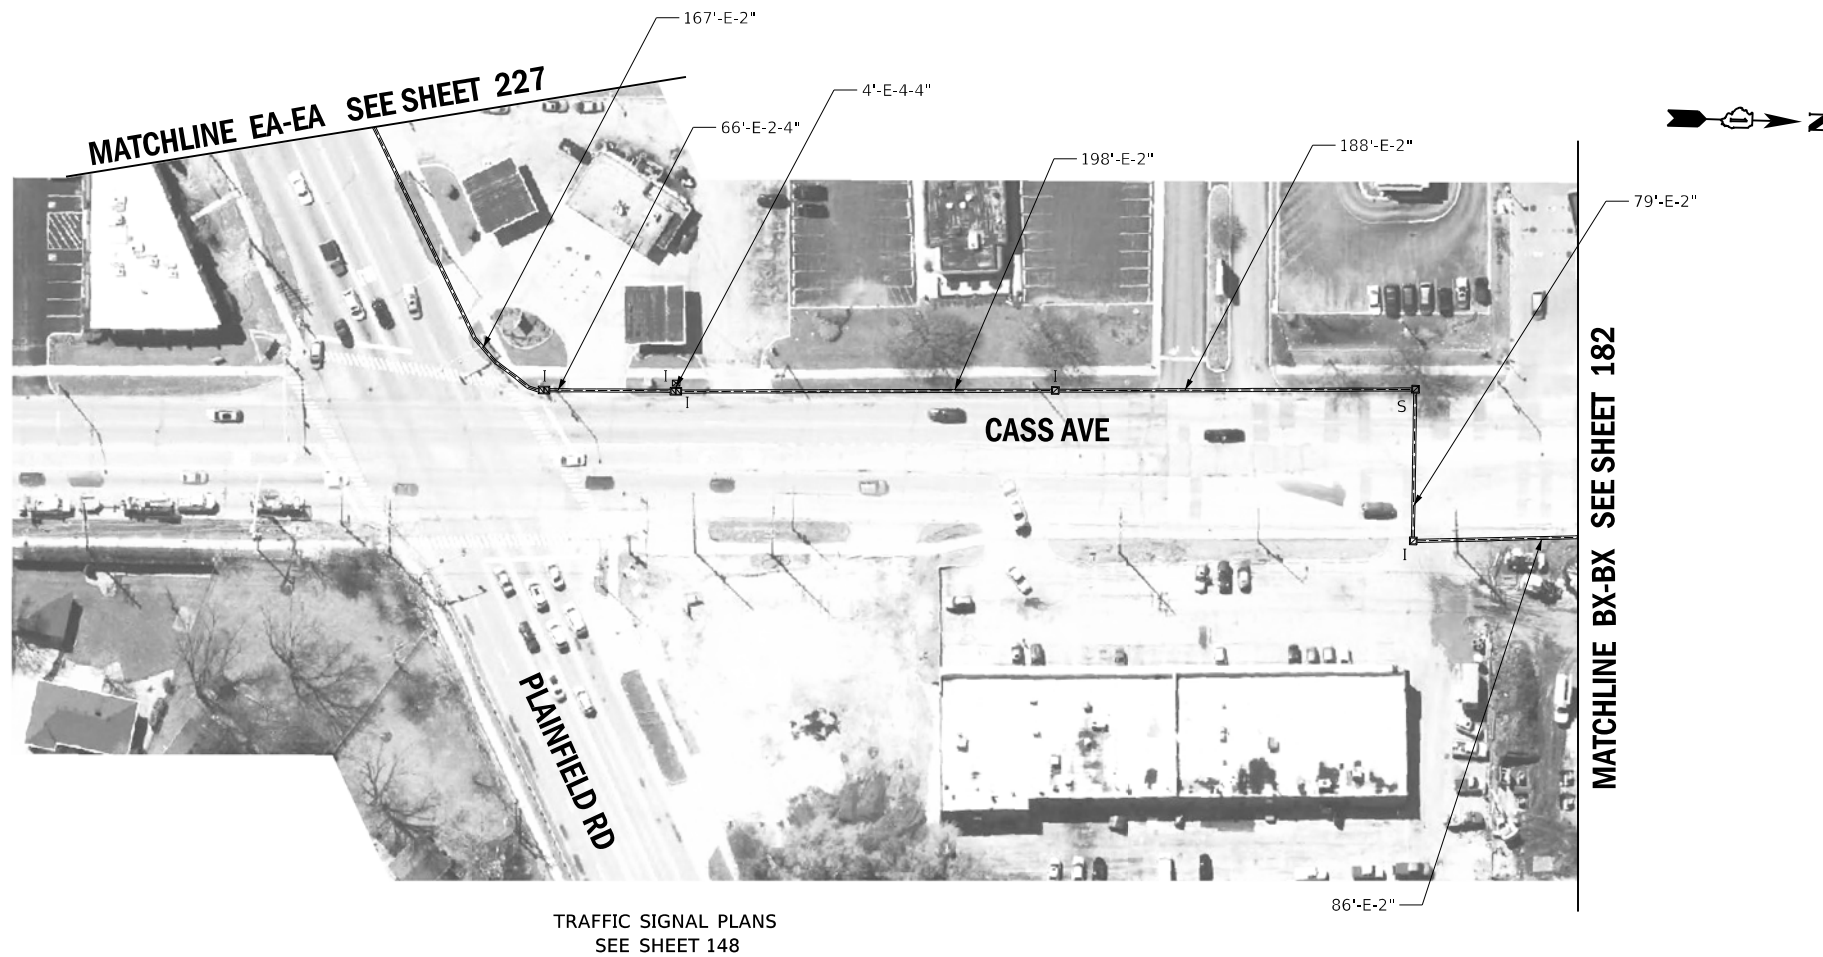 167'-E-2"
MATCHLINE EA-EA SEE SHEET 227
4'-E-4-4"
66'-E-2-4"
N
198'-E-2"
188'-E-2"
79'-E-2"
I
I
I
I
S
CASS AVE
I
MATCHLINE BX-BX SEE SHEET 182
PLAINFIELD RD
86'-E-2"
TRAFFIC SIGNAL PLANS
SEE SHEET 148